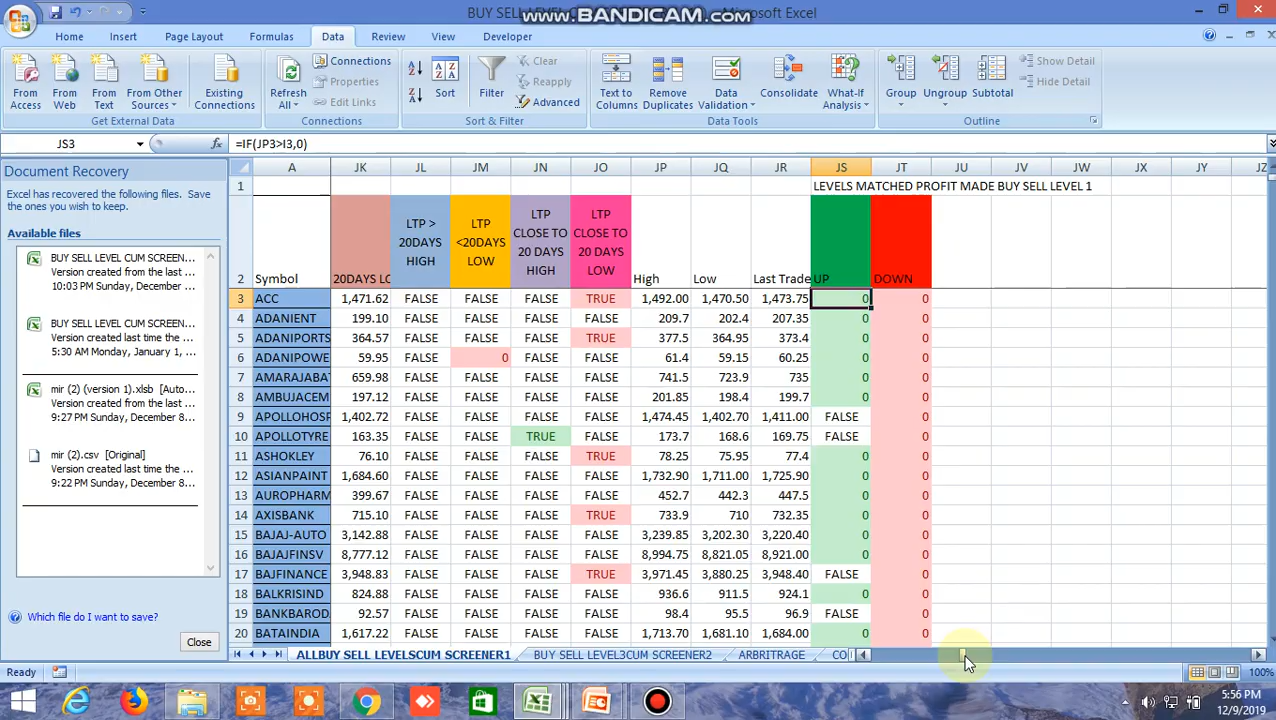 BUY SELL LEVEL
www.BANDICAM.com
Microsoft Excel
Home Insert Page Layout Formulas Data Review View Developer
From Access
From Web
From Text
From Other Sources
Existing Connections
Get External Data
Refresh All
Connections
Properties
Edit Links
Connections
Sort
Filter
Clear
Reapply
Advanced
Sort & Filter
Text to Columns
Remove Duplicates
Data Validation
Consolidate
What-If Analysis
Data Tools
Group
Ungroup
Subtotal
Show Detail
Hide Detail
Outline
JS3 fx =IF(JP3>I3,0)
Document Recovery
Excel has recovered the following files. Save
the ones you wish to keep.
Available files
BUY SELL LEVEL CUM SCREEN...
Version created from the last ...
10:03 PM Sunday, December ...
BUY SELL LEVEL CUM SCREEN...
Version created last time the ...
5:30 AM Monday, January 1, ...
mir (2) (version 1).xlsb [Auto...
Version created from the last ...
9:27 PM Sunday, December 8...
mir (2).csv [Original]
Version created last time the ...
9:22 PM Sunday, December 8...
Which file do I want to save?
Close
A JK JL JM JN JO JP JQ JR JS JT JU JV JW JX JY JZ
1 LEVELS MATCHED PROFIT MADE BUY SELL LEVEL 1
2 Symbol 20DAYS LO
LTP >
20DAYS
HIGH
LTP
<20DAYS
LOW
LTP
CLOSE TO
20 DAYS
HIGH
LTP
CLOSE TO
20 DAYS
LOW
High Low Last Trade UP DOWN
3 ACC 1,471.62 FALSE FALSE FALSE TRUE 1,492.00 1,470.50 1,473.75 0 0
4 ADANIENT 199.10 FALSE FALSE FALSE FALSE 209.7 202.4 207.35 0 0
5 ADANIPORTS 364.57 FALSE FALSE FALSE TRUE 377.5 364.95 373.4 0 0
6 ADANIPOWE 59.95 FALSE 0 FALSE FALSE 61.4 59.15 60.25 0 0
7 AMARAJABA 659.98 FALSE FALSE FALSE FALSE 741.5 723.9 735 0 0
8 AMBUJACEM 197.12 FALSE FALSE FALSE FALSE 201.85 198.4 199.7 0 0
9 APOLLOHOSP 1,402.72 FALSE FALSE FALSE FALSE 1,474.45 1,402.70 1,411.00 FALSE 0
10 APOLLOTYRE 163.35 FALSE FALSE TRUE FALSE 173.7 168.6 169.75 FALSE 0
11 ASHOKLEY 76.10 FALSE FALSE FALSE TRUE 78.25 75.95 77.4 0 0
12 ASIANPAINT 1,684.60 FALSE FALSE FALSE FALSE 1,732.90 1,711.00 1,725.90 0 0
13 AUROPHARM 399.67 FALSE FALSE FALSE FALSE 452.7 442.3 447.5 0 0
14 AXISBANK 715.10 FALSE FALSE FALSE TRUE 733.9 710 732.35 0 0
15 BAJAJ-AUTO 3,142.88 FALSE FALSE FALSE FALSE 3,239.85 3,202.30 3,220.40 0 0
16 BAJAJFINSV 8,777.12 FALSE FALSE FALSE FALSE 8,994.75 8,821.05 8,921.00 0 0
17 BAJFINANCE 3,948.83 FALSE FALSE FALSE TRUE 3,971.45 3,880.25 3,948.40 FALSE 0
18 BALKRISIND 824.88 FALSE FALSE FALSE FALSE 936.6 911.5 924.1 0 0
19 BANKBAROD 92.57 FALSE FALSE FALSE FALSE 98.4 95.5 96.9 FALSE 0
20 BATAINDIA 1,617.22 FALSE FALSE FALSE FALSE 1,713.70 1,681.10 1,684.00 0 0
ALLBUY SELL LEVELSCUM SCREENER1 BUY SELL LEVEL3CUM SCREENER2 ARBRITRAGE CO
Ready 100%
5:56 PM
12/9/2019